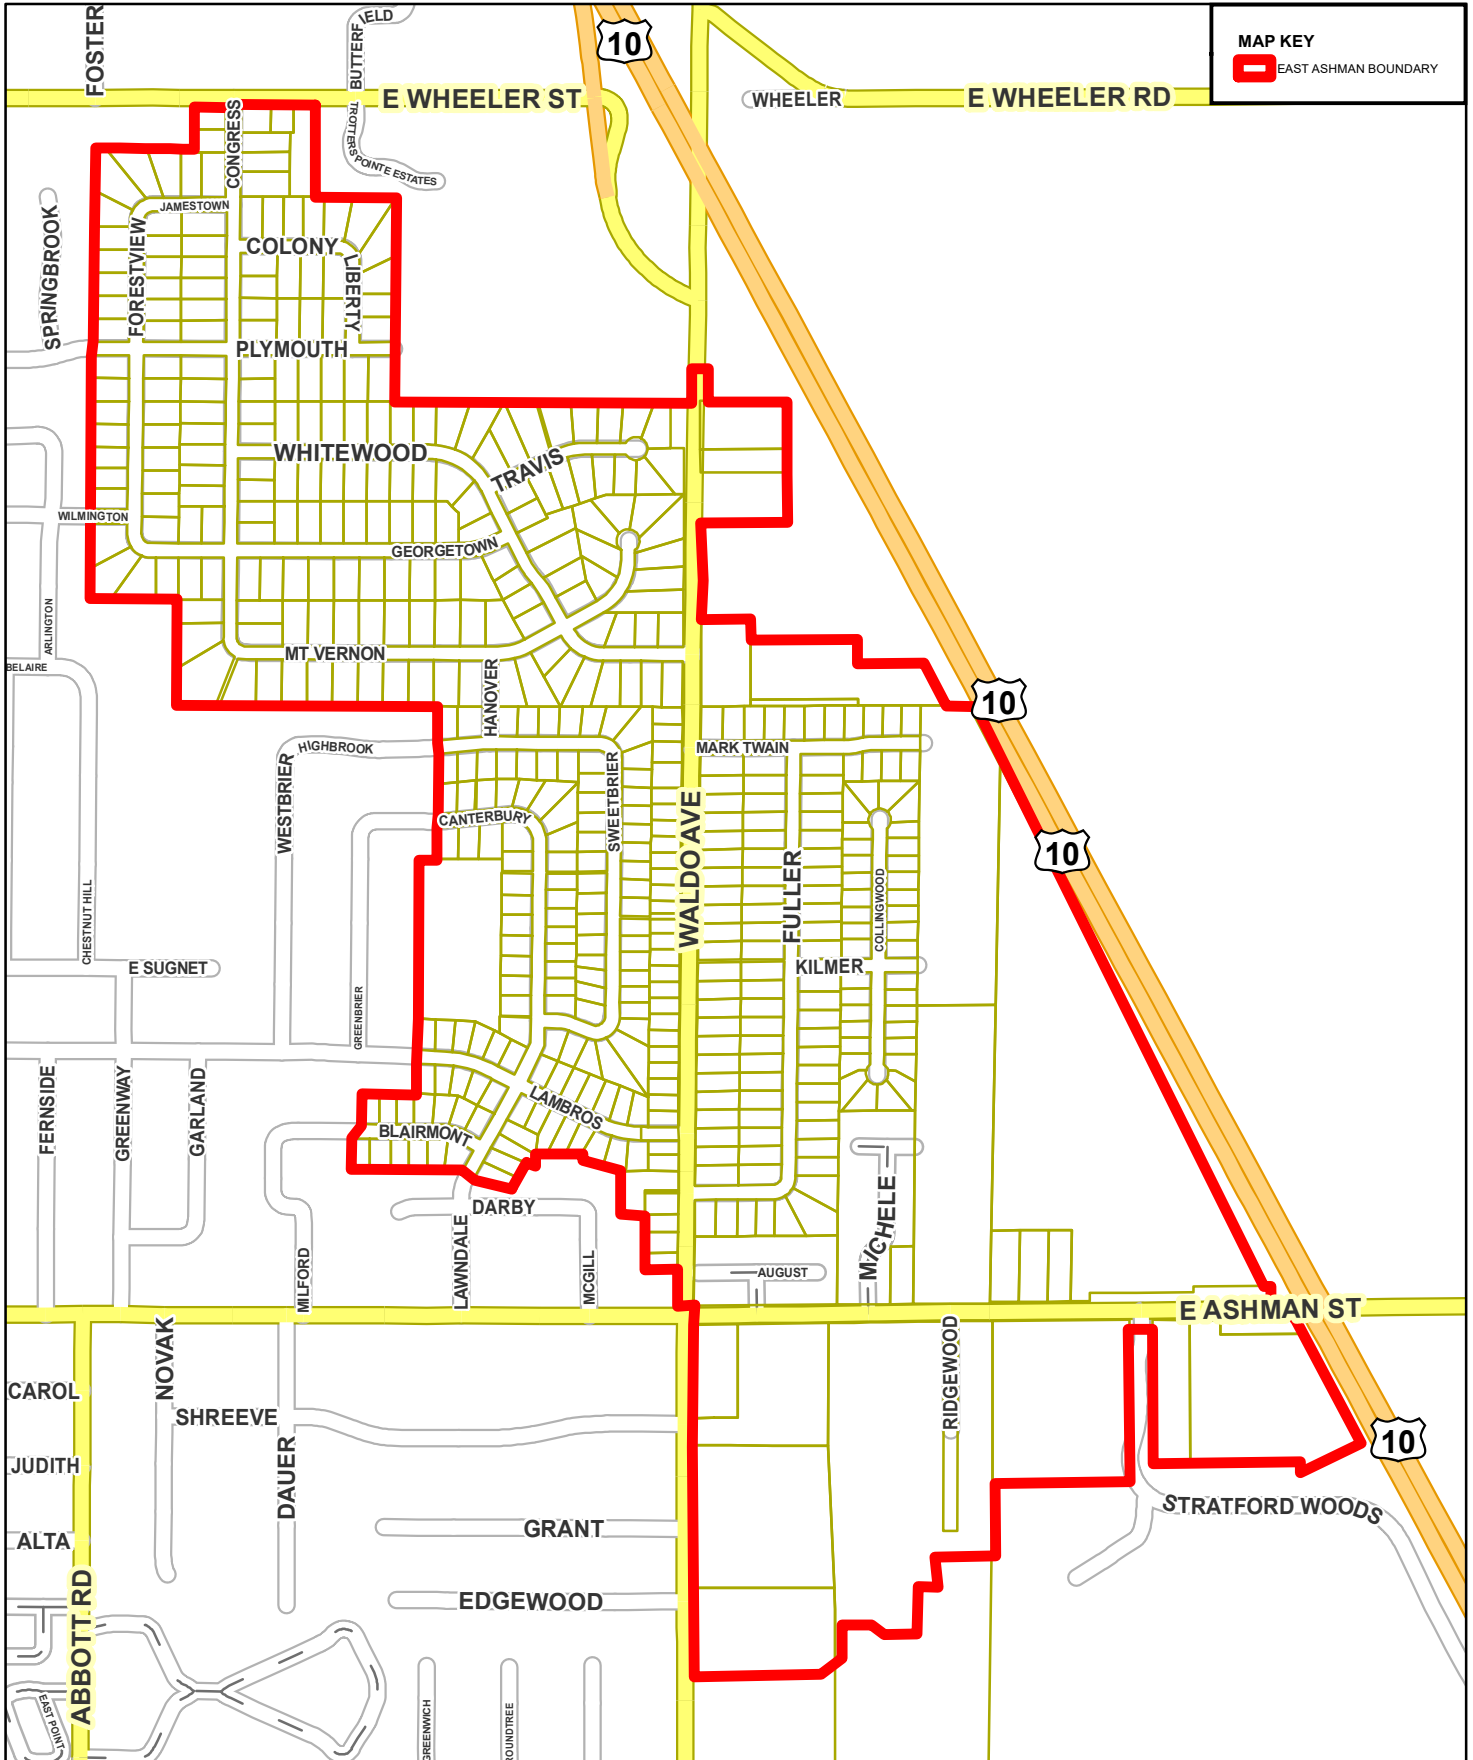 FOSTER
BUTTERFIELD
10
MAP KEY
EAST ASHMAN BOUNDARY
E WHEELER ST
WHEELER
E WHEELER RD
CONGRESS
TROTTERS POINTE ESTATES
JAMESTOWN
SPRINGBROOK
FORESTVIEW
COLONY
LIBERTY
PLYMOUTH
WHITEWOOD
TRAVIS
WILMINGTON
GEORGETOWN
ARLINGTON
BELAIRE
MT VERNON
HANOVER
10
HIGHBROOK
MARK TWAIN
WESTBRIER
SWEETBRIER
CANTERBURY
WALDO AVE
10
FULLER
COLLINGWOOD
CHESTNUT HILL
E SUGNET
KILMER
GREENBRIER
FERNSIDE
GREENWAY
GARLAND
LAMBROS
BLAIRMONT
MICHELE
DARBY
LAWNDALE
MILFORD
MCGILL
AUGUST
E ASHMAN ST
NOVAK
RIDGEWOOD
CAROL
SHREEVE
DAUER
10
JUDITH
STRATFORD WOODS
ALTA
GRANT
ABBOTT RD
EDGEWOOD
EAST POINT
GREENWICH
ROUNDTREE